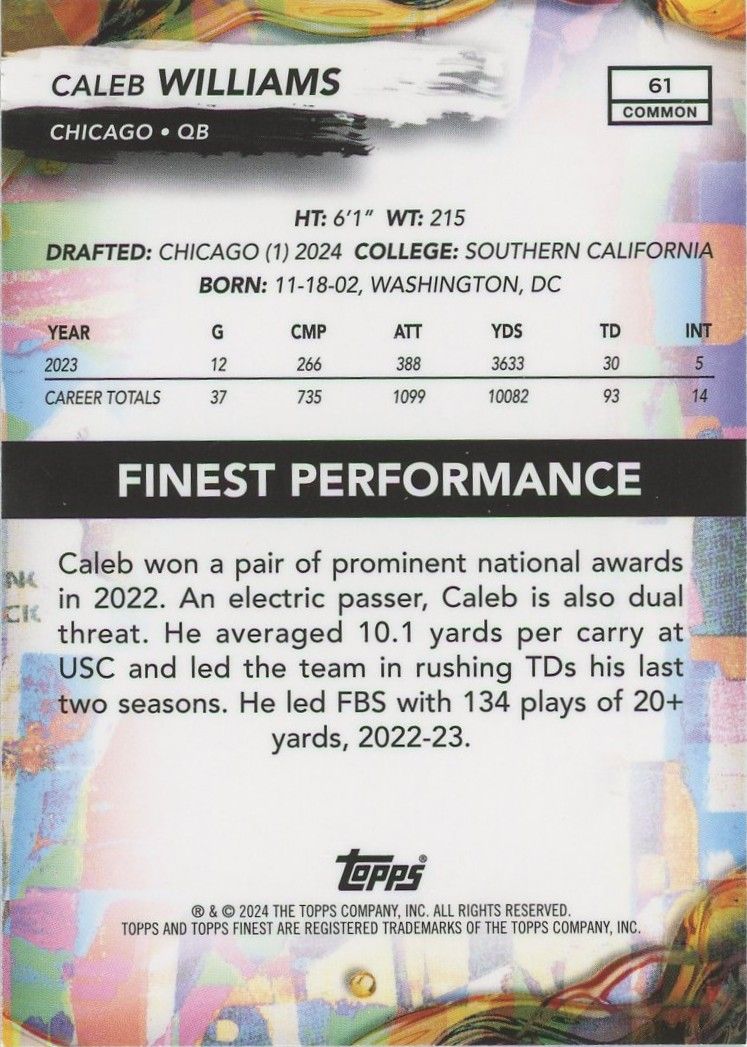 CALEB WILLIAMS
61
COMMON
CHICAGO • QB
HT: 6'1" WT: 215
DRAFTED: CHICAGO (1) 2024 COLLEGE: SOUTHERN CALIFORNIA
BORN: 11-18-02, WASHINGTON, DC
YEAR G CMP ATT YDS TD INT
2023 12 266 388 3633 30 5
CAREER TOTALS 37 735 1099 10082 93 14
FINEST PERFORMANCE
Caleb won a pair of prominent national awards
in 2022. An electric passer, Caleb is also dual
threat. He averaged 10.1 yards per carry at
USC and led the team in rushing TDs his last
two seasons. He led FBS with 134 plays of 20+
yards, 2022-23.
topps®
® & © 2024 THE TOPPS COMPANY, INC. ALL RIGHTS RESERVED.
TOPPS AND TOPPS FINEST ARE REGISTERED TRADEMARKS OF THE TOPPS COMPANY, INC.